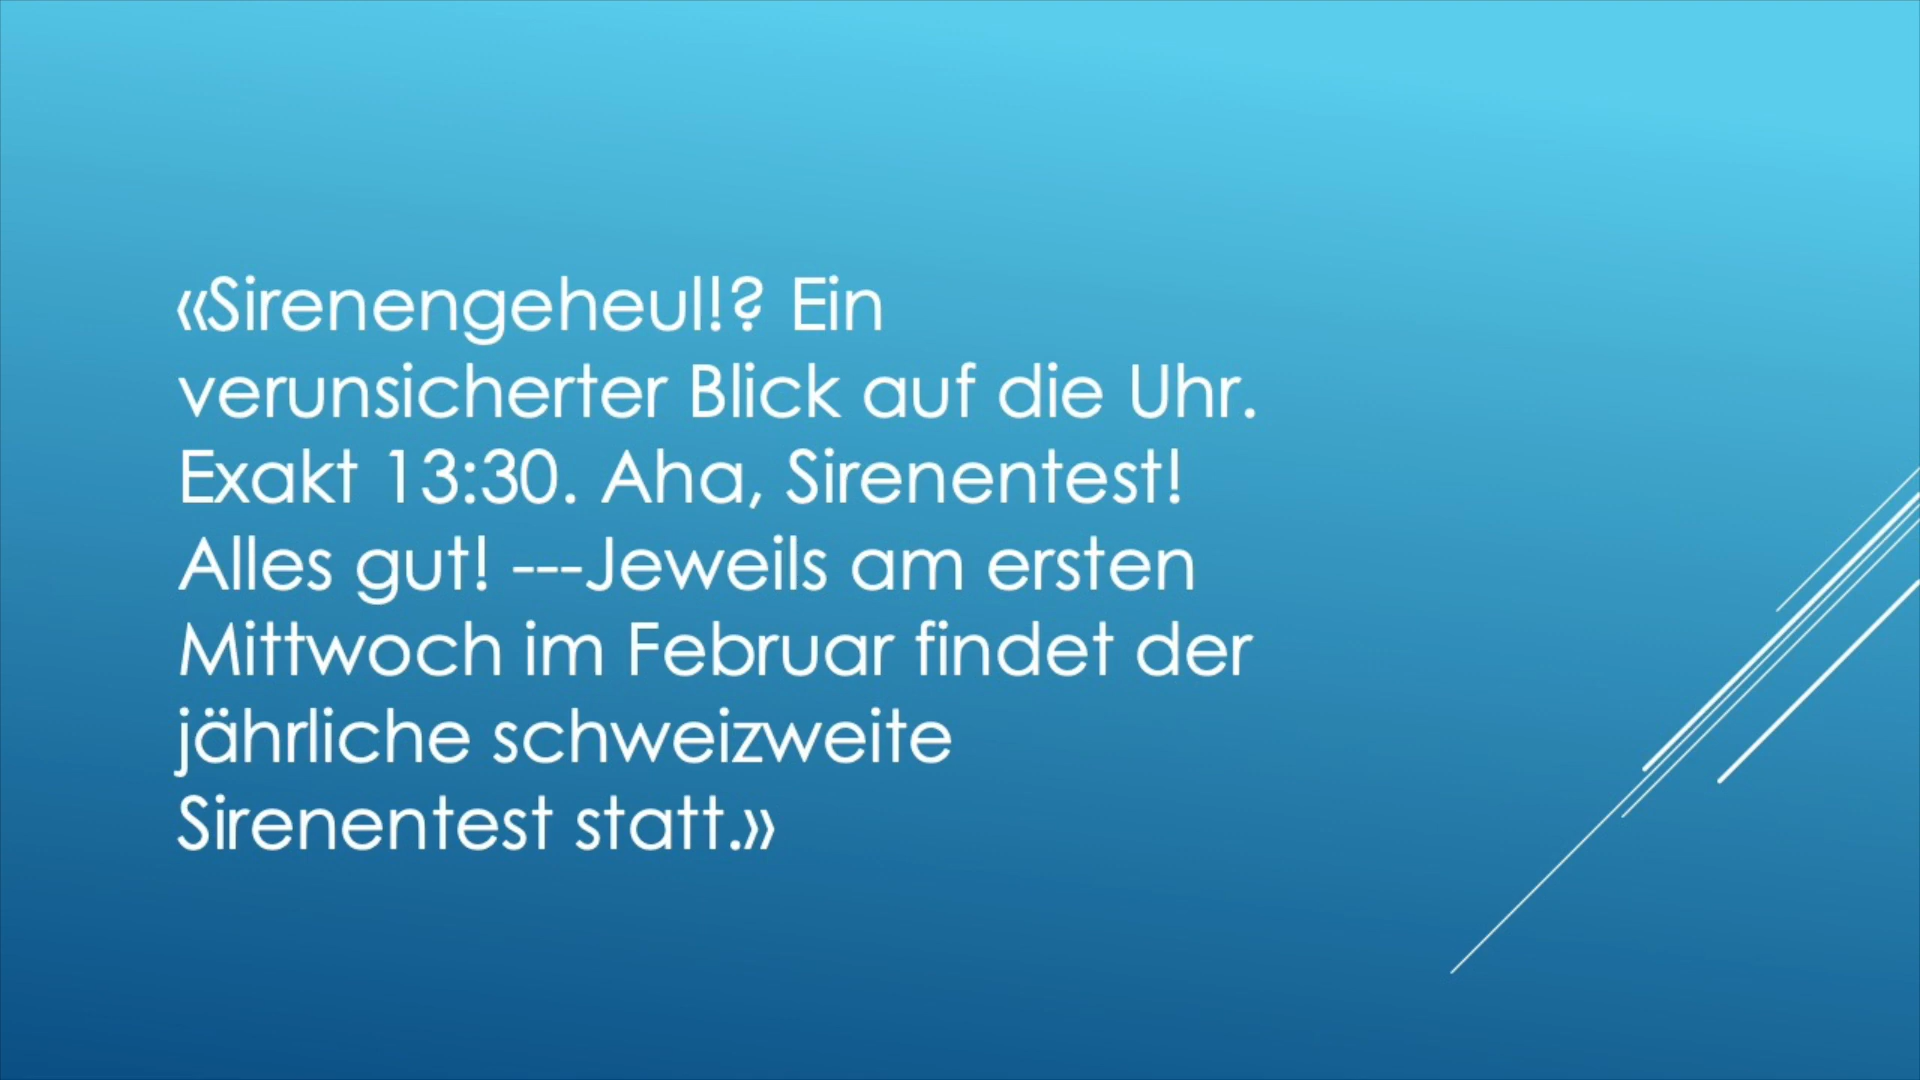 «Sirenengeheul!? Ein
verunsicherter Blick auf die Uhr.
Exakt 13:30. Aha, Sirenentest!
Alles gut! ---Jeweils am ersten
Mittwoch im Februar findet der
jährliche schweizweite
Sirenentest statt.»